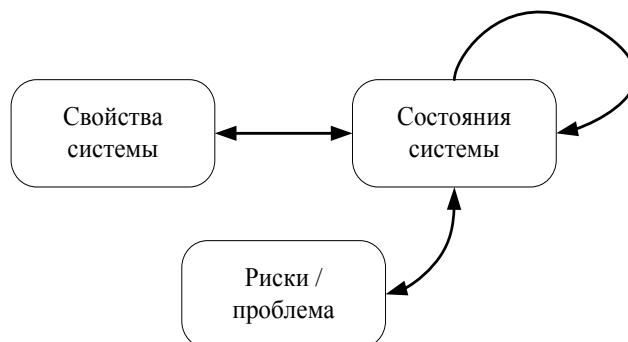 Свойства
системы
Состояния
системы
Риски /
проблема